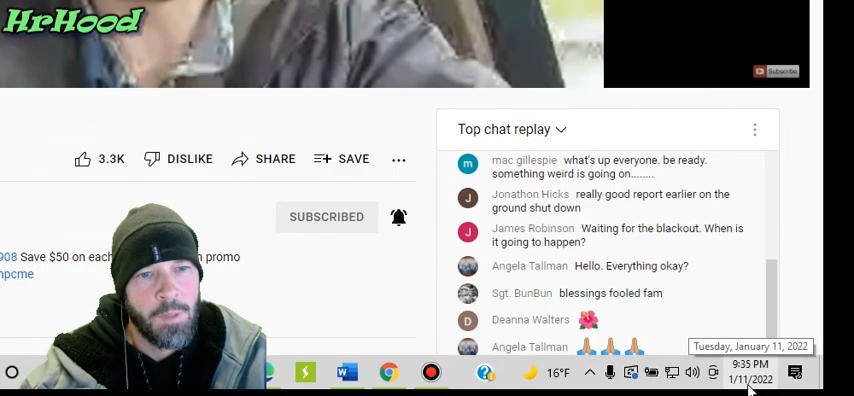 HrHood
Subscribe
3.3K DISLIKE SHARE SAVE
SUBSCRIBED
908 Save $50 on each
promo
npcme
Top chat replay
m mac gillespie what's up everyone. be ready.
something weird is going on........
J Jonathon Hicks really good report earlier on the
ground shut down
J James Robinson Waiting for the blackout. When is
it going to happen?
Angela Tallman Hello. Everything okay?
Sgt. BunBun blessings fooled fam
D Deanna Walters
Angela Tallman
Tuesday, January 11, 2022
16°F
9:35 PM
1/11/2022